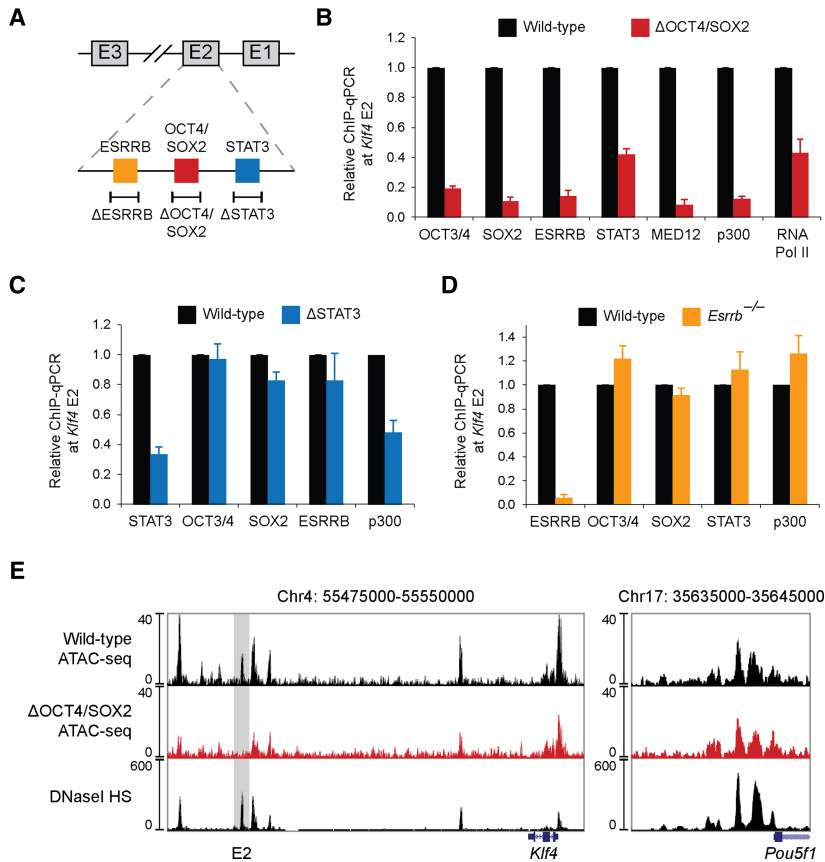 A
E3
E2
E1
ESRRB
OCT4/
SOX2
STAT3
ΔESRRB
ΔOCT4/
SOX2
ΔSTAT3
B
Wild-type
ΔOCT4/SOX2
Relative ChIP-qPCR
at Klf4 E2
1.2
1.0
0.8
0.6
0.4
0.2
0.0
OCT3/4
SOX2
ESRRB
STAT3
MED12
p300
RNA
Pol II
C
Wild-type
ΔSTAT3
Relative ChIP-qPCR
at Klf4 E2
1.2
1.0
0.8
0.6
0.4
0.2
0.0
STAT3
OCT3/4
SOX2
ESRRB
p300
D
Wild-type
Esrrb −/−
Relative ChIP-qPCR
at Klf4 E2
1.4
1.2
1.0
0.8
0.6
0.4
0.2
0.0
ESRRB
OCT3/4
SOX2
STAT3
p300
E
Chr4: 55475000-55550000
Chr17: 35635000-35645000
Wild-type
ATAC-seq
40
0
40
0
ΔOCT4/SOX2
ATAC-seq
40
0
40
0
DNaseI HS
600
0
600
0
E2
Klf4
Pou5f1